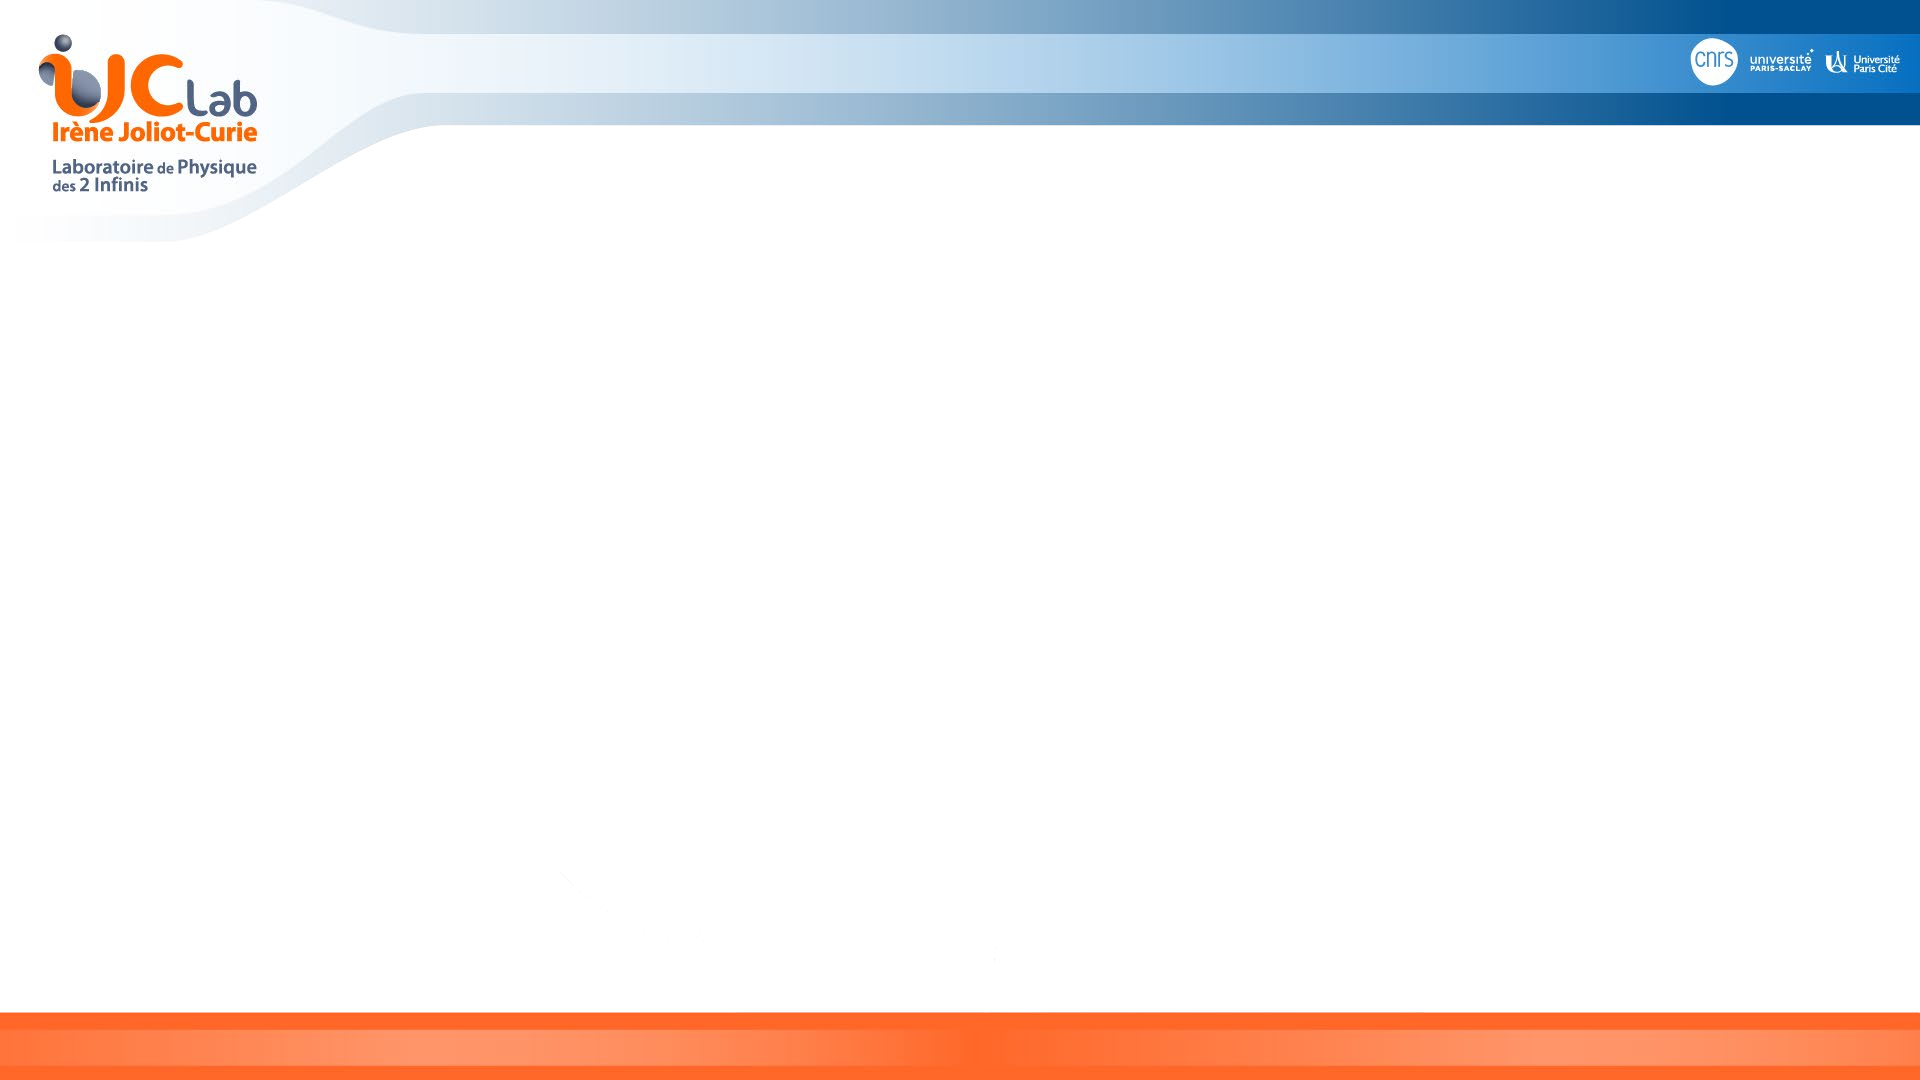 iJCLab
Irène Joliot-Curie
Laboratoire de Physique
des 2 Infinis
cnrs
université
PARIS-SACLAY
Université
Paris Cité